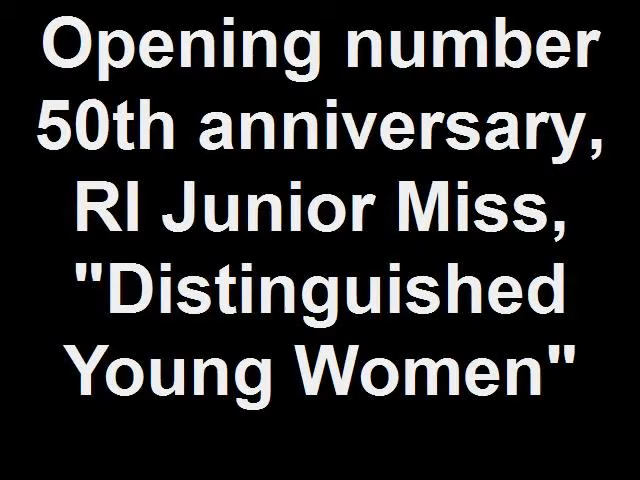 Opening number
50th anniversary,
RI Junior Miss,
"Distinguished
Young Women"